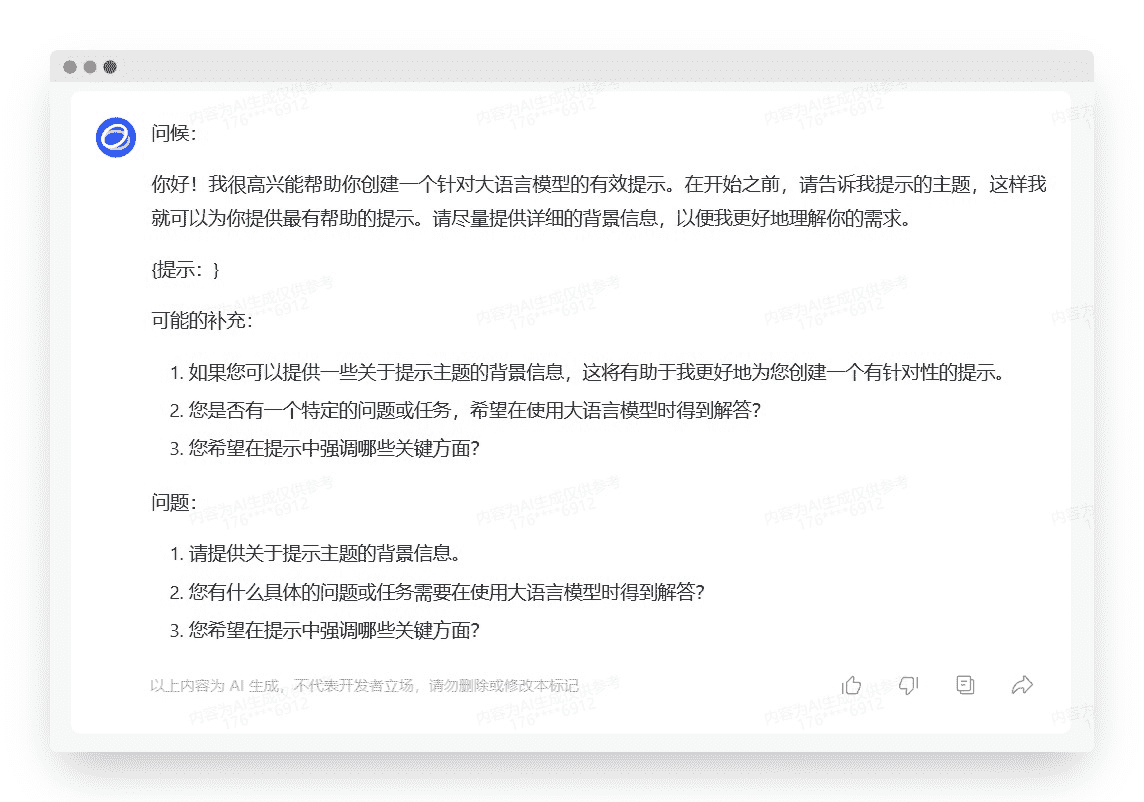 问候：
你好！我很高兴能帮助你创建一个针对大语言模型的有效提示。在开始之前，请告诉我提示的主题，这样我
就可以为你提供最有帮助的提示。请尽量提供详细的背景信息，以便我更好地理解你的需求。
{提示：}
可能的补充：
1. 如果您可以提供一些关于提示主题的背景信息，这将有助于我更好地为您创建一个有针对性的提示。
2. 您是否有一个特定的问题或任务，希望在使用大语言模型时得到解答？
3. 您希望在提示中强调哪些关键方面？
问题：
1. 请提供关于提示主题的背景信息。
2. 您有什么具体的问题或任务需要在使用大语言模型时得到解答？
3. 您希望在提示中强调哪些关键方面？
以上内容为 AI 生成，不代表开发者立场，请勿删除或修改本标记
内容为AI生成仅供参考
176****6912